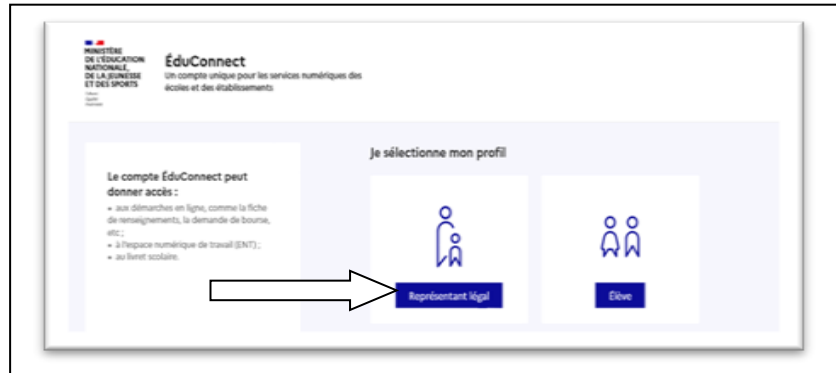 MINISTÈRE
DE L'ÉDUCATION
NATIONALE,
DE LA JEUNESSE
ET DES SPORTS
ÉduConnect
Un compte unique pour les services numériques des
écoles et des établissements
Je sélectionne mon profil
Le compte ÉduConnect peut
donner accès :
• aux démarches en ligne, comme la fiche
de renseignements, la demande de bourse,
etc ;
• à l'espace numérique de travail (ENT) ;
• au livret scolaire.
Représentant légal
Élève